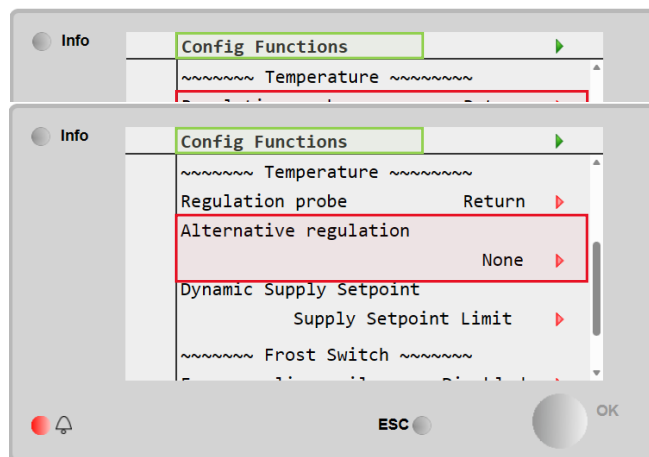 Info
Config Functions
~~~~~~~ Temperature ~~~~~~~~
Info
Config Functions
~~~~~~~ Temperature ~~~~~~~~
Regulation probe Return
Alternative regulation
None
Dynamic Supply Setpoint
Supply Setpoint Limit
~~~~~~~ Frost Switch ~~~~~~~
ESC
OK